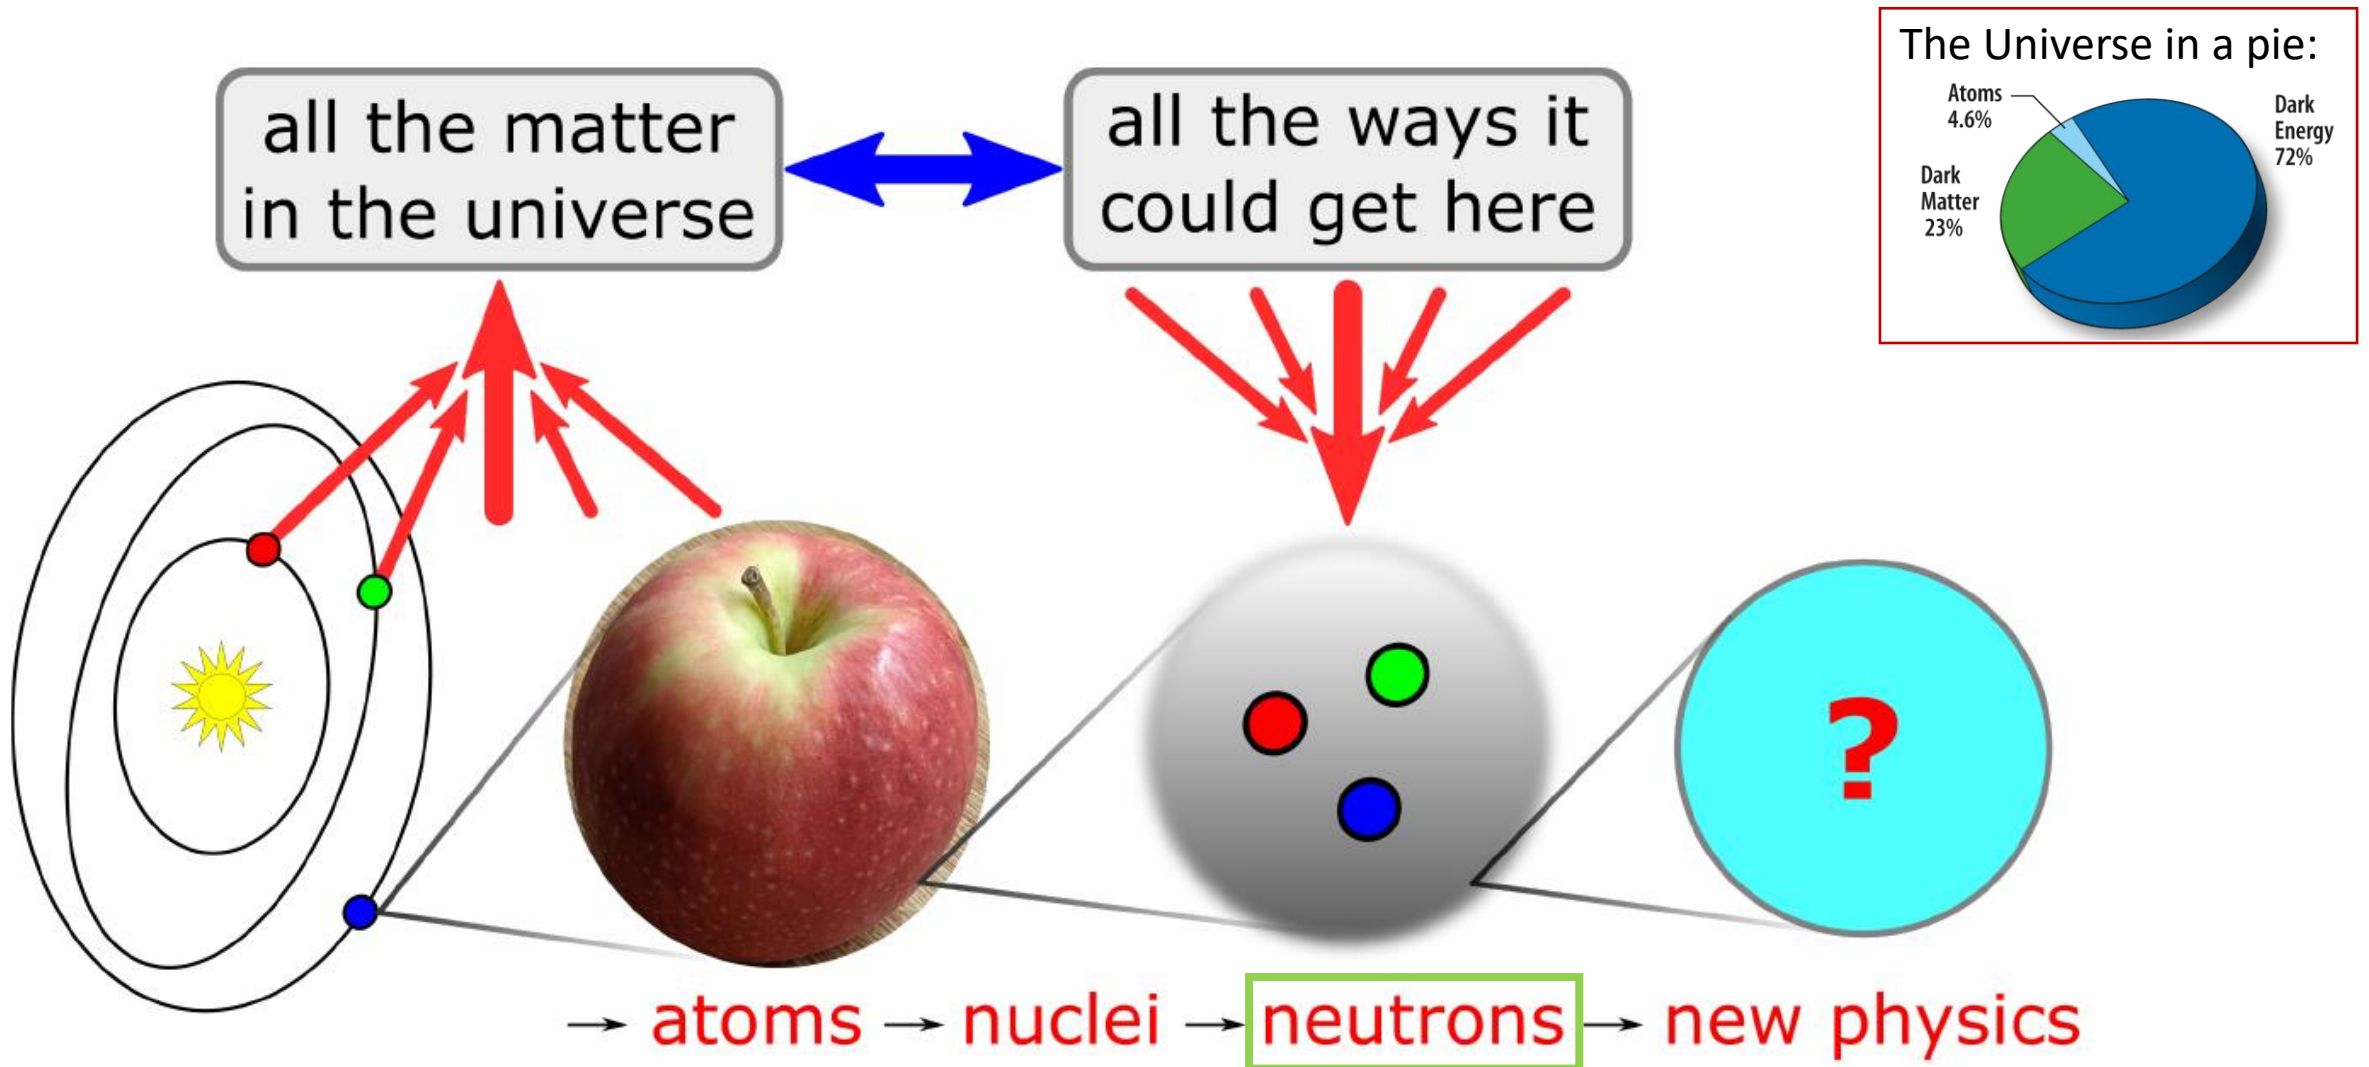 The Universe in a pie:
Atoms
4.6%
Dark
Energy
72%
Dark
Matter
23%
all the matter
in the universe
all the ways it
could get here
?
→ atoms → nuclei → neutrons → new physics